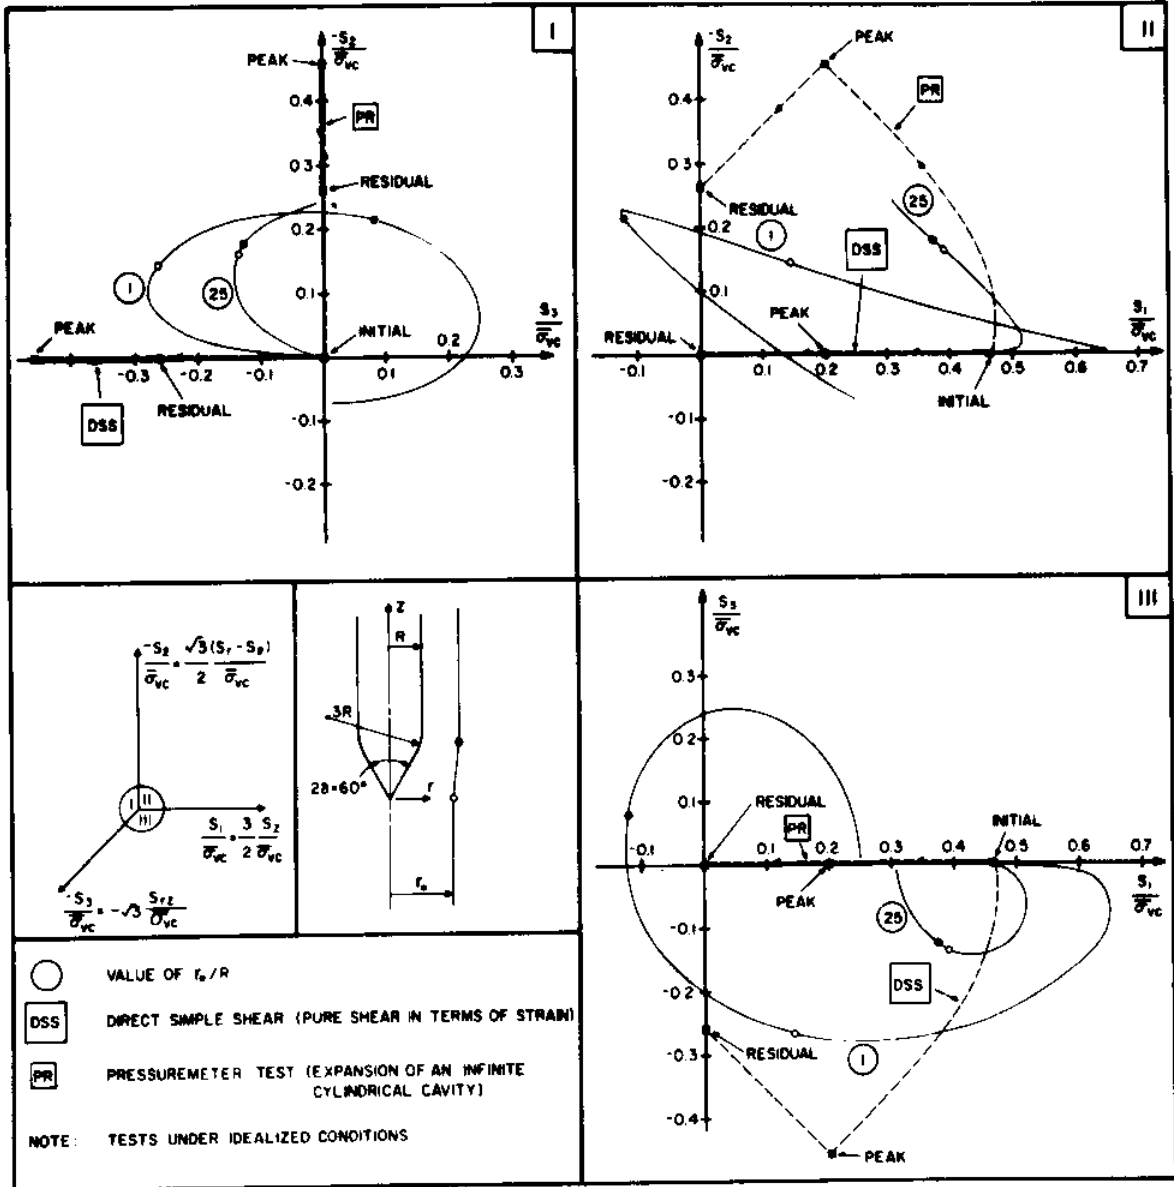 I
-S₂
σ̄vc
PEAK
0.4
PR
0.3
RESIDUAL
0.2
1
25
0.1
S₃
σ̄vc
PEAK
INITIAL
0.2
-0.3
-0.2
-0.1
0.1
0.3
DSS
RESIDUAL
-0.1
-0.2
II
-S₂
σ̄vc
PEAK
0.4
PR
0.3
25
RESIDUAL
0.2
1
DSS
0.1
S₁
σ̄vc
RESIDUAL
PEAK
-0.1
0.1
0.2
0.3
0.4
0.5
0.6
0.7
INITIAL
-0.1
-0.2
-S₂/σ̄vc = √3/2 (Sr - Sθ)/σ̄vc
I II
III
S₁/σ̄vc = 3/2 Sz/σ̄vc
-S₃/σ̄vc = -√3 Srz/σ̄vc
Z
R
3R
2δ=60°
r
r₀
III
S₃
σ̄vc
0.3
0.2
0.1
RESIDUAL
PR
INITIAL
-0.1
0.1
0.2
0.3
0.4
0.5
0.6
0.7
S₁
σ̄vc
PEAK
25
-0.1
DSS
-0.2
RESIDUAL
1
-0.3
-0.4
PEAK
VALUE OF r₀/R
DSS DIRECT SIMPLE SHEAR (PURE SHEAR IN TERMS OF STRAIN)
PR PRESSUREMETER TEST (EXPANSION OF AN INFINITE
CYLINDRICAL CAVITY)
NOTE: TESTS UNDER IDEALIZED CONDITIONS